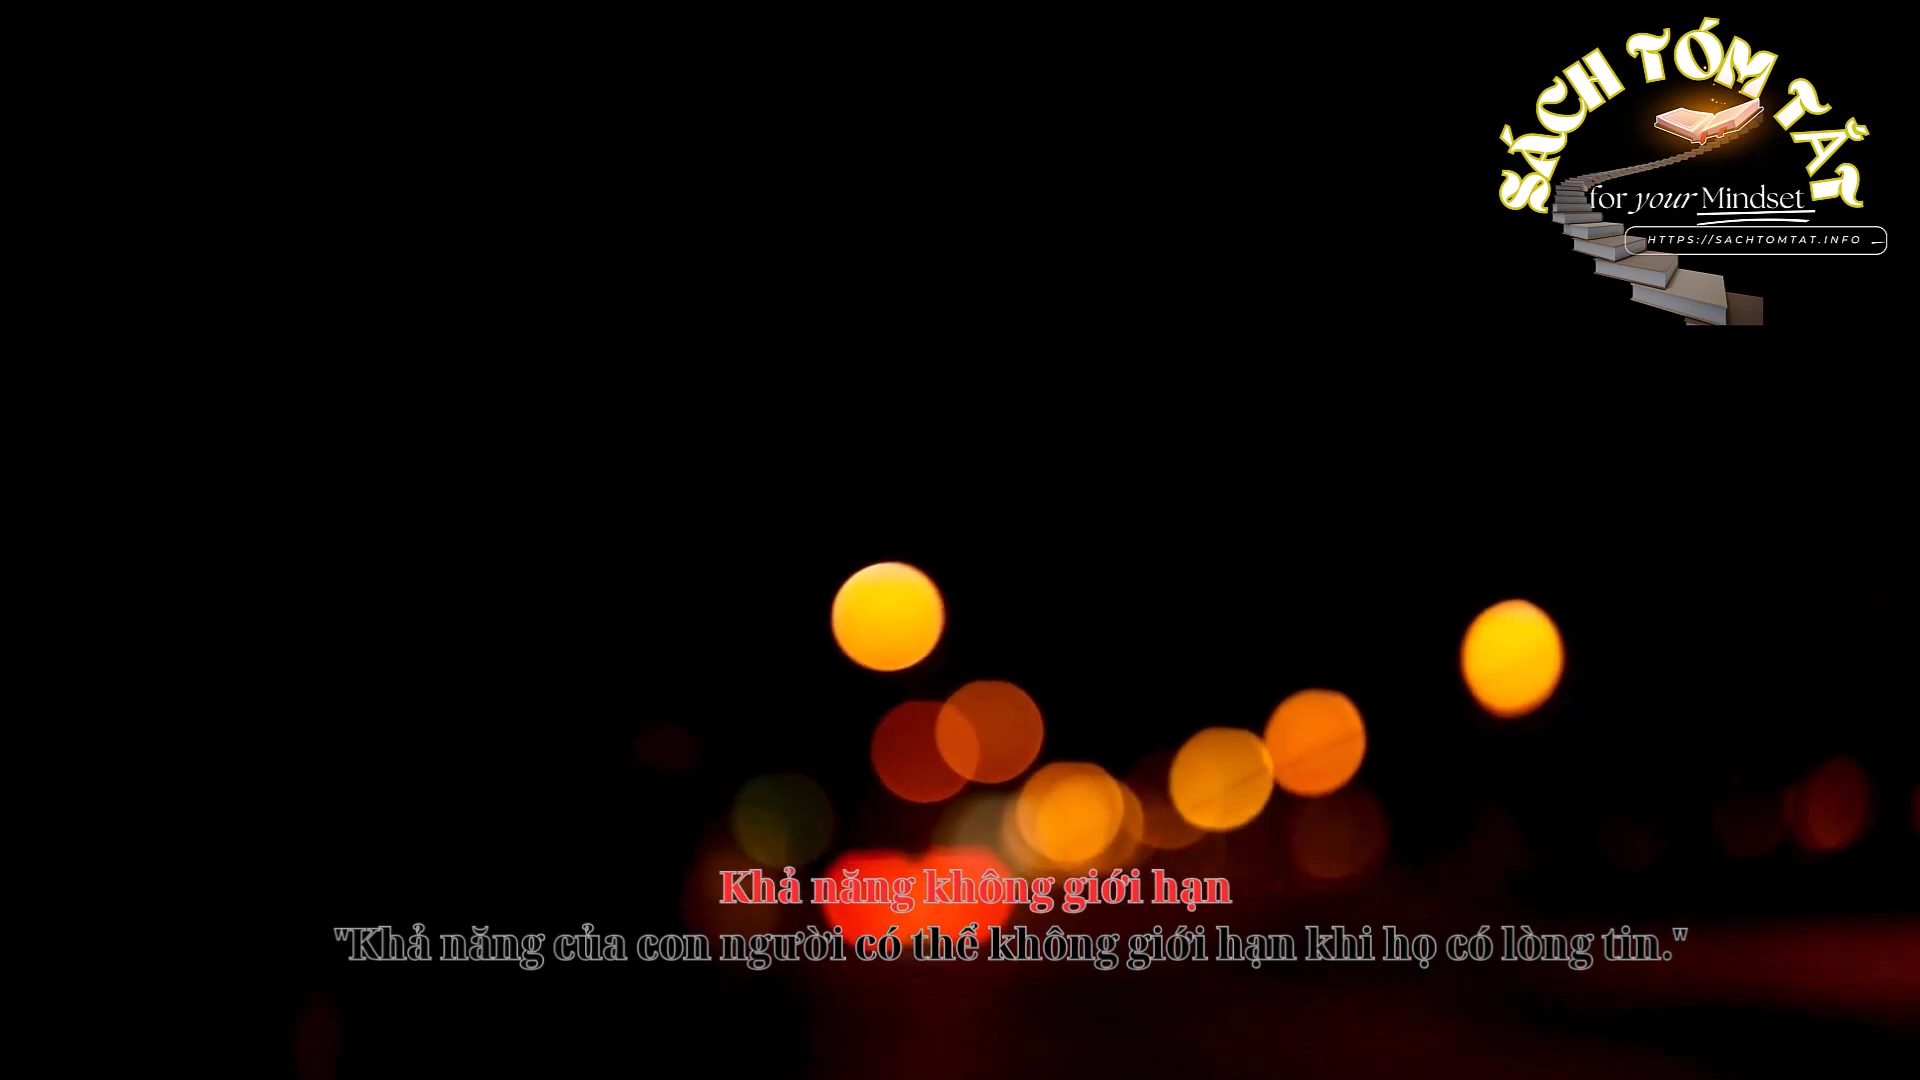 SÁCH TÓM TẮT
for your Mindset
HTTPS://SACHTOMTAT.INFO
Khả năng không giới hạn
"Khả năng của con người có thể không giới hạn khi họ có lòng tin."